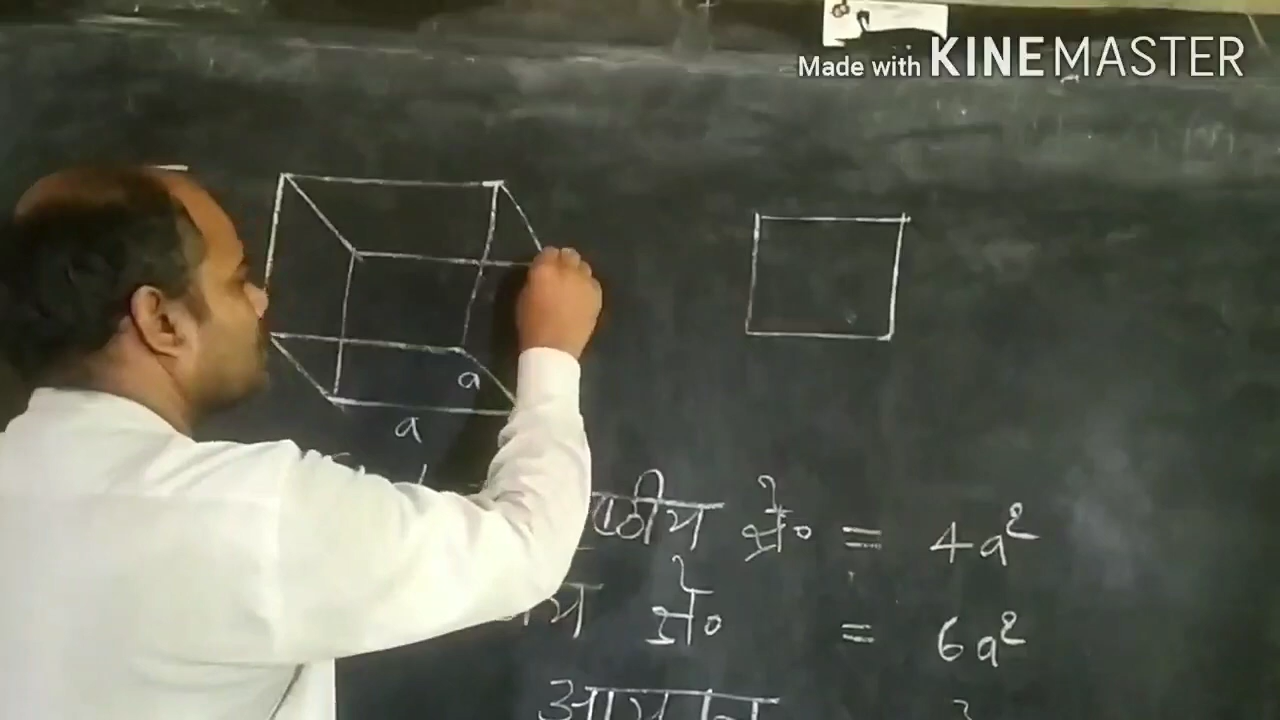 Made with KINEMASTER
a
a
क्षे० = 4a²
क्षे० = 6a²
आयतन